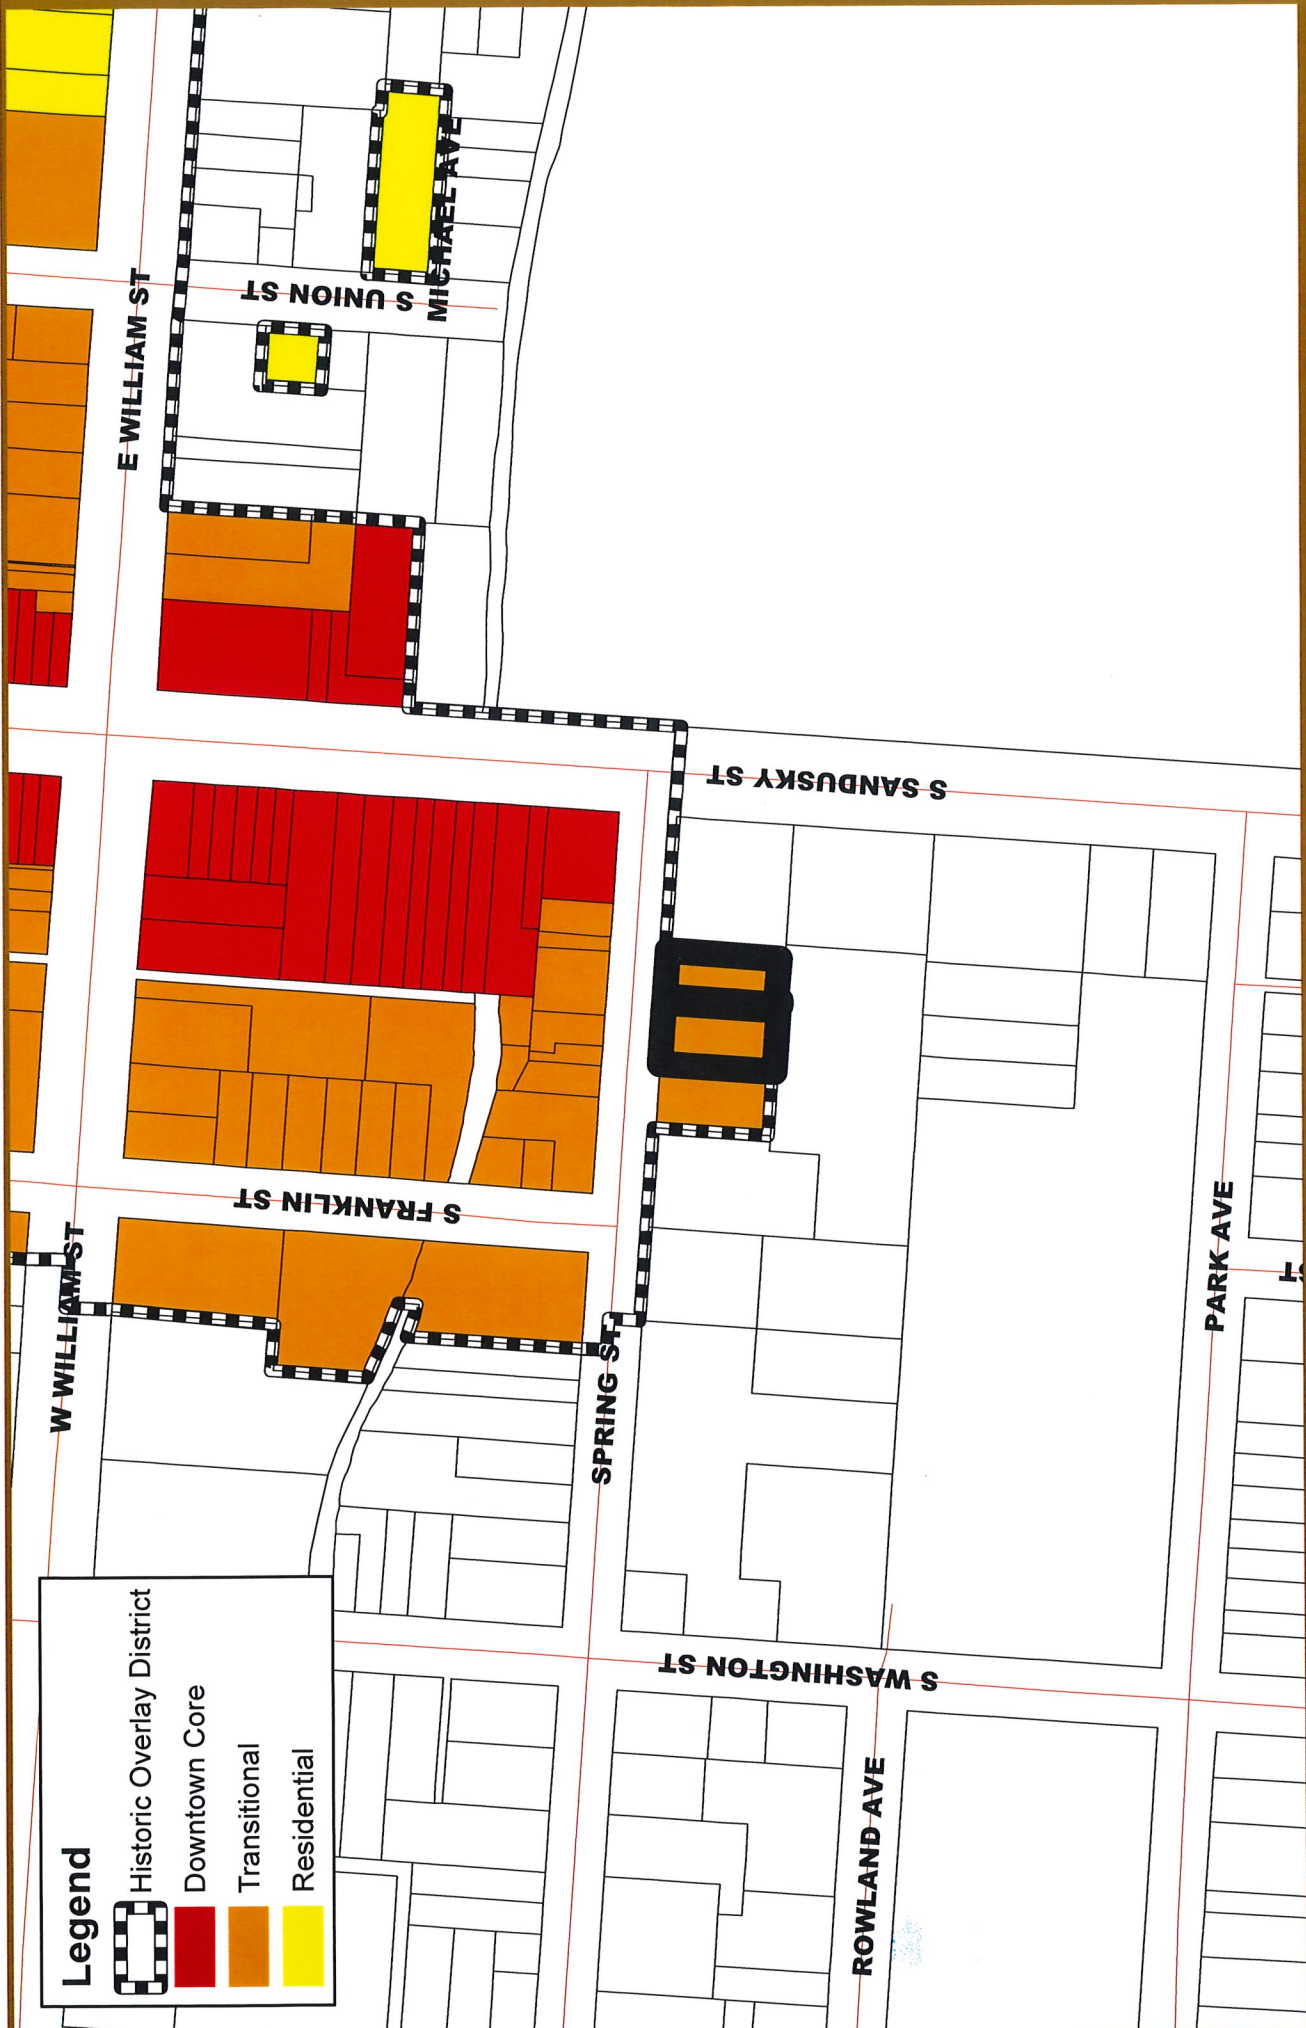 E WILLIAM ST
S UNION ST
MICHAEL AVE
S SANDUSKY ST
S FRANKLIN ST
W WILLIAM ST
SPRING ST
PARK AVE
S WASHINGTON ST
ROWLAND AVE
Legend
Historic Overlay District
Downtown Core
Transitional
Residential